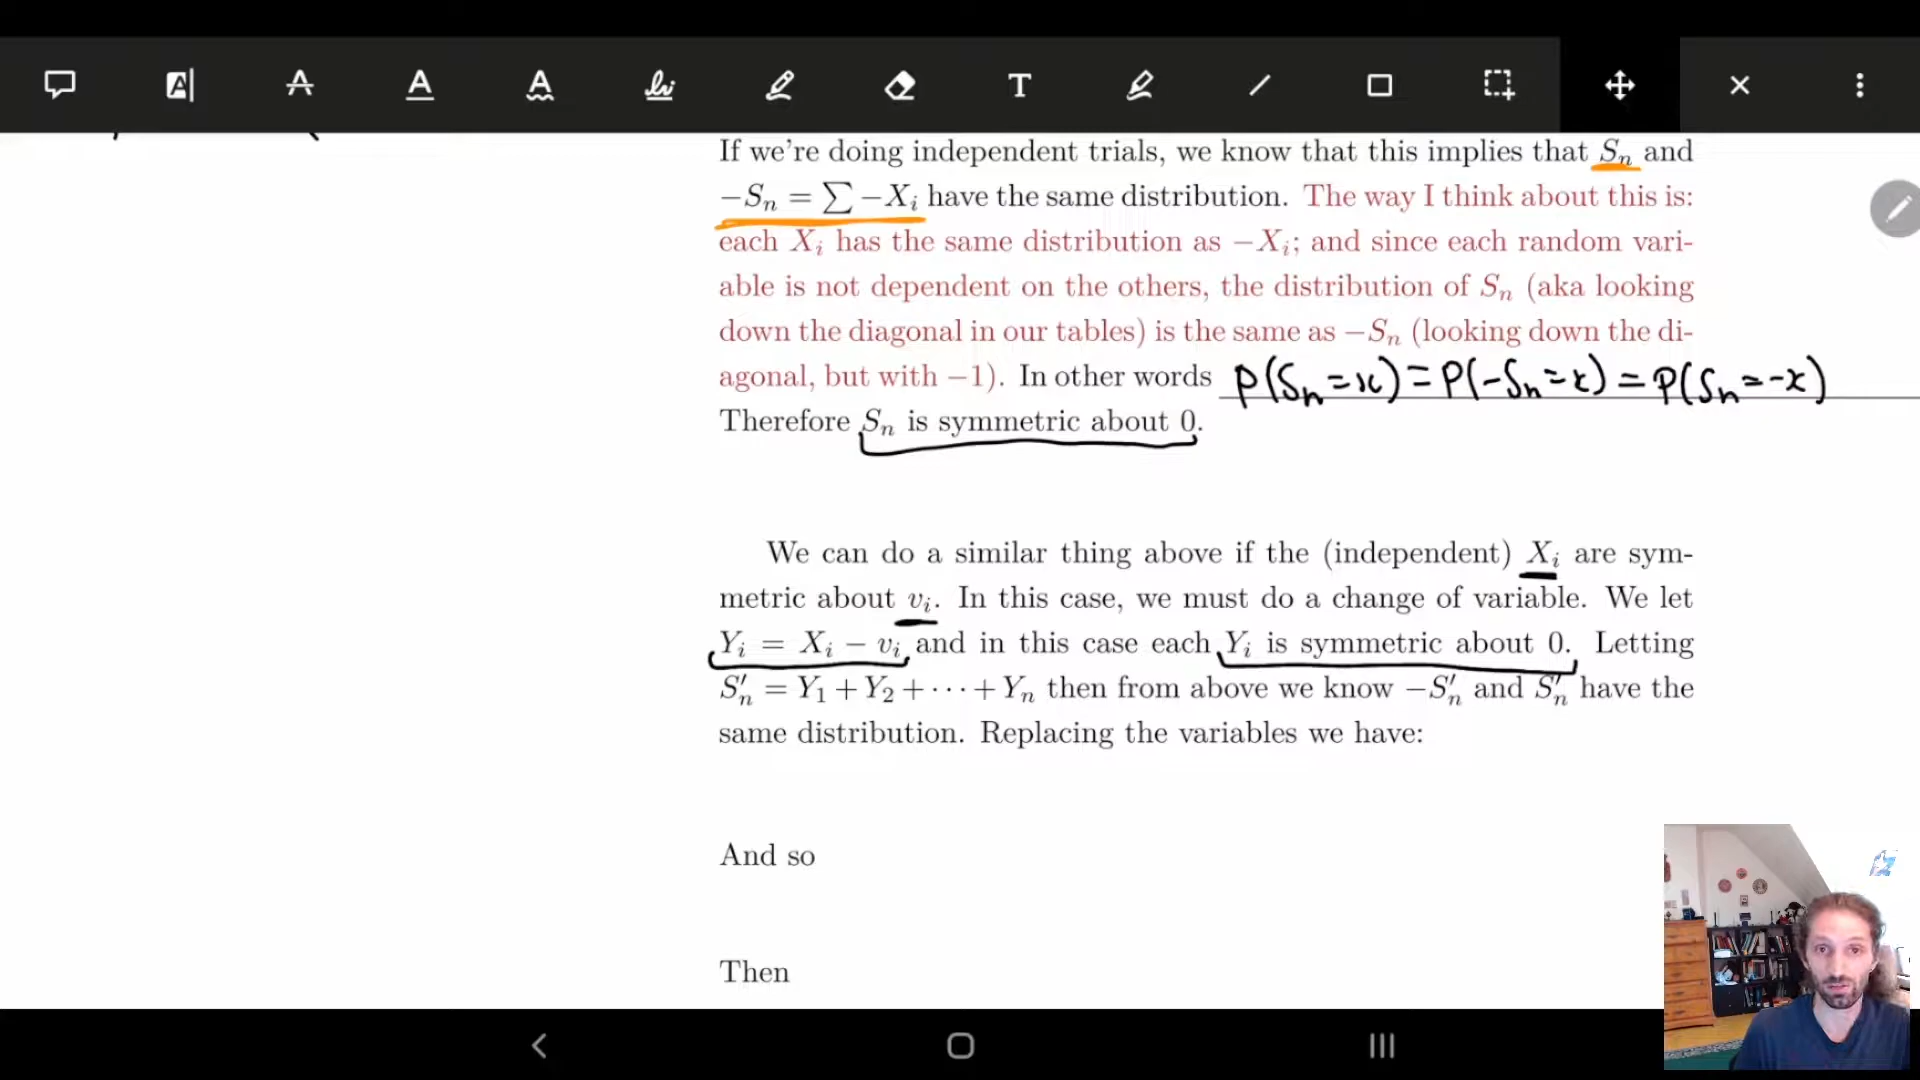 If we're doing independent trials, we know that this implies that Sₙ and
−Sₙ = ∑ −Xᵢ have the same distribution. The way I think about this is:
each Xᵢ has the same distribution as −Xᵢ; and since each random vari-
able is not dependent on the others, the distribution of Sₙ (aka looking
down the diagonal in our tables) is the same as −Sₙ (looking down the di-
agonal, but with −1). In other words P(Sₙ=x)=P(-Sₙ=x)=P(Sₙ=-x)
Therefore Sₙ is symmetric about 0.
We can do a similar thing above if the (independent) Xᵢ are sym-
metric about vᵢ. In this case, we must do a change of variable. We let
Yᵢ = Xᵢ − vᵢ and in this case each Yᵢ is symmetric about 0. Letting
S′ₙ = Y₁ + Y₂ + ⋯ + Yₙ then from above we know −S′ₙ and S′ₙ have the
same distribution. Replacing the variables we have:
And so
Then